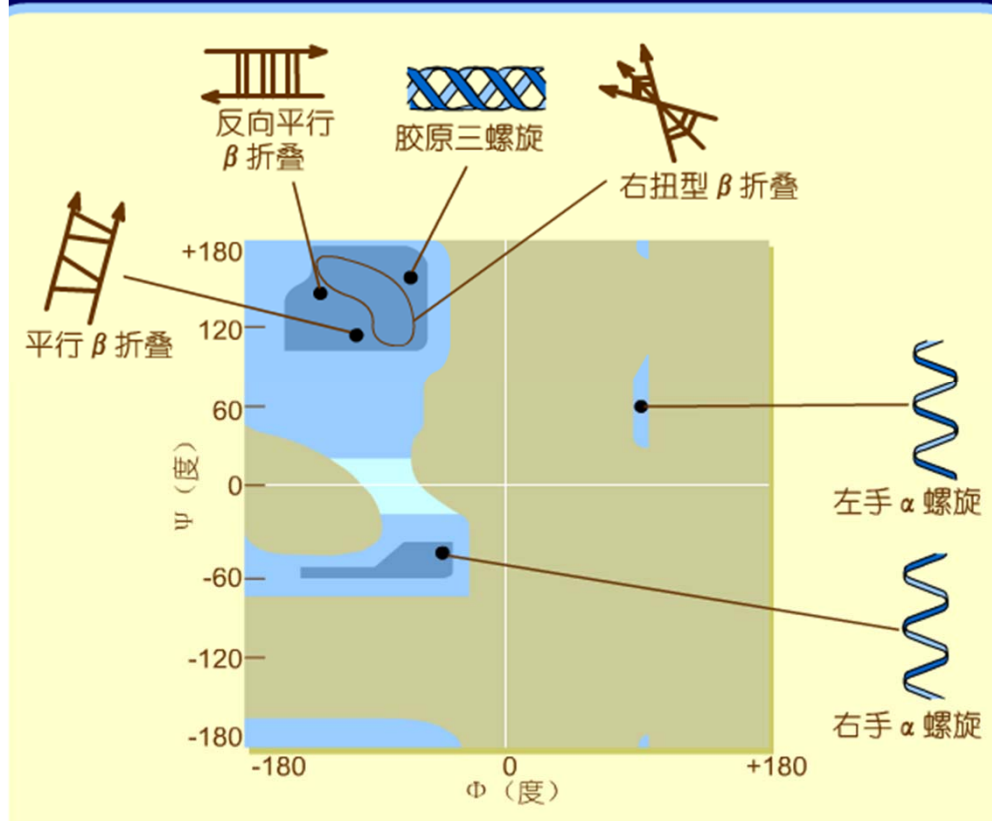 反向平行
β 折叠
胶原三螺旋
右扭型 β 折叠
平行 β 折叠
+180
120
60
0
-60
-120
-180
Ψ（度）
-180
0
+180
Φ（度）
左手 α 螺旋
右手 α 螺旋